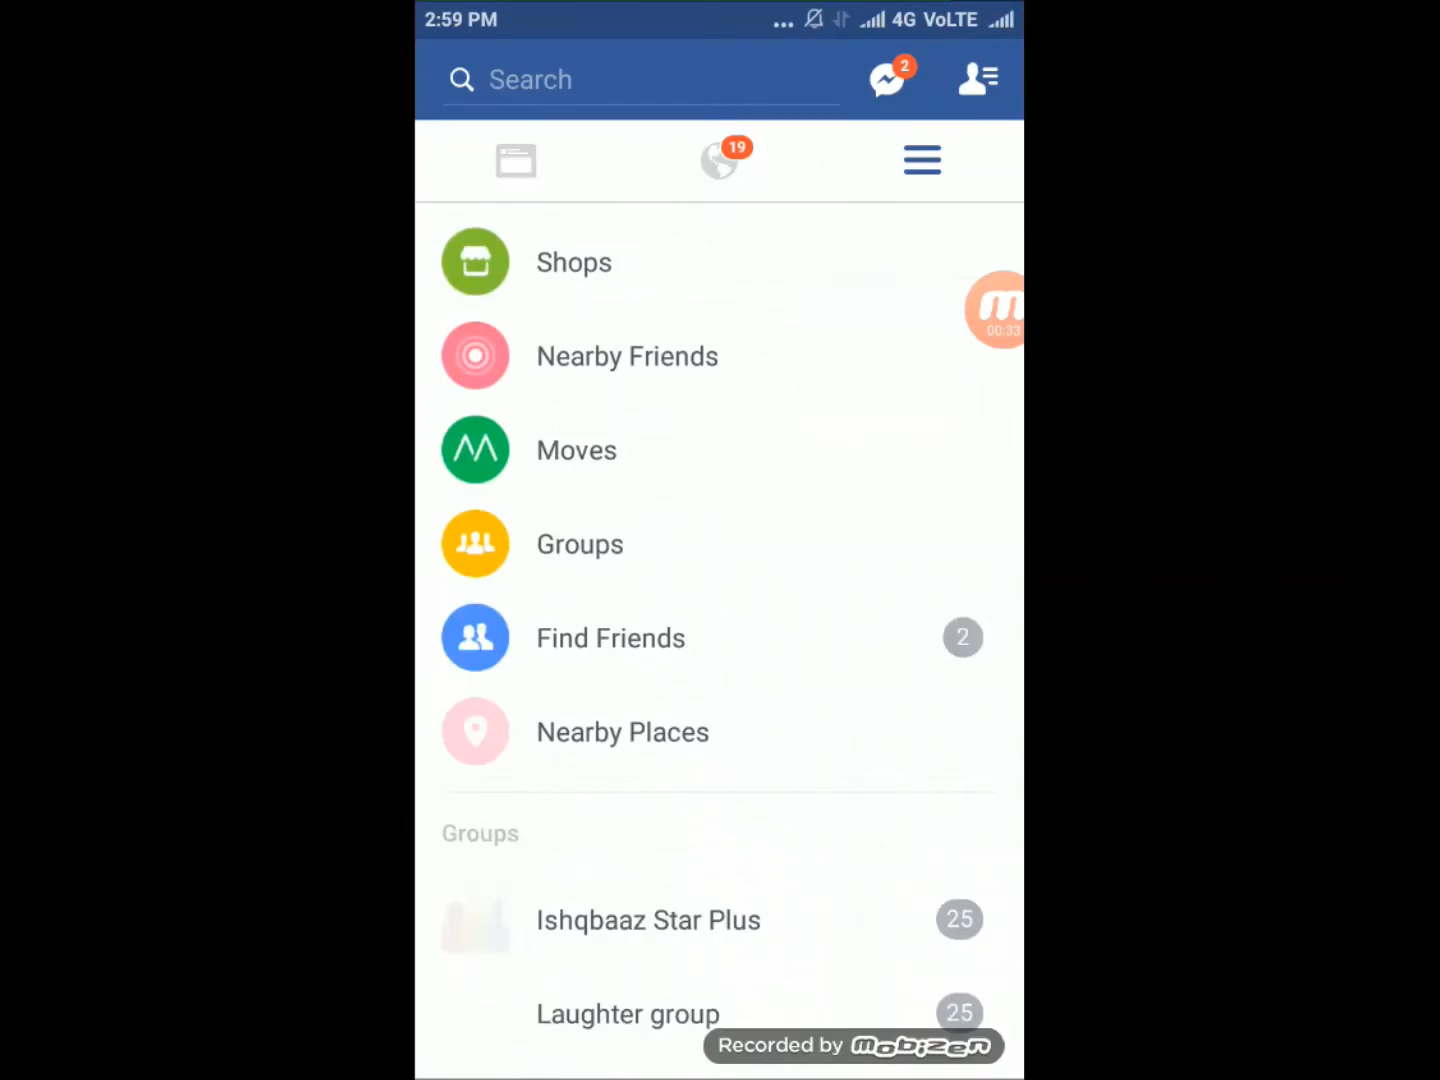 2:59 PM ... 4G VoLTE
Search 2
19
Shops
00:33
Nearby Friends
Moves
Groups
Find Friends 2
Nearby Places
Groups
Ishqbaaz Star Plus 25
Laughter group 25
Recorded by mobizen